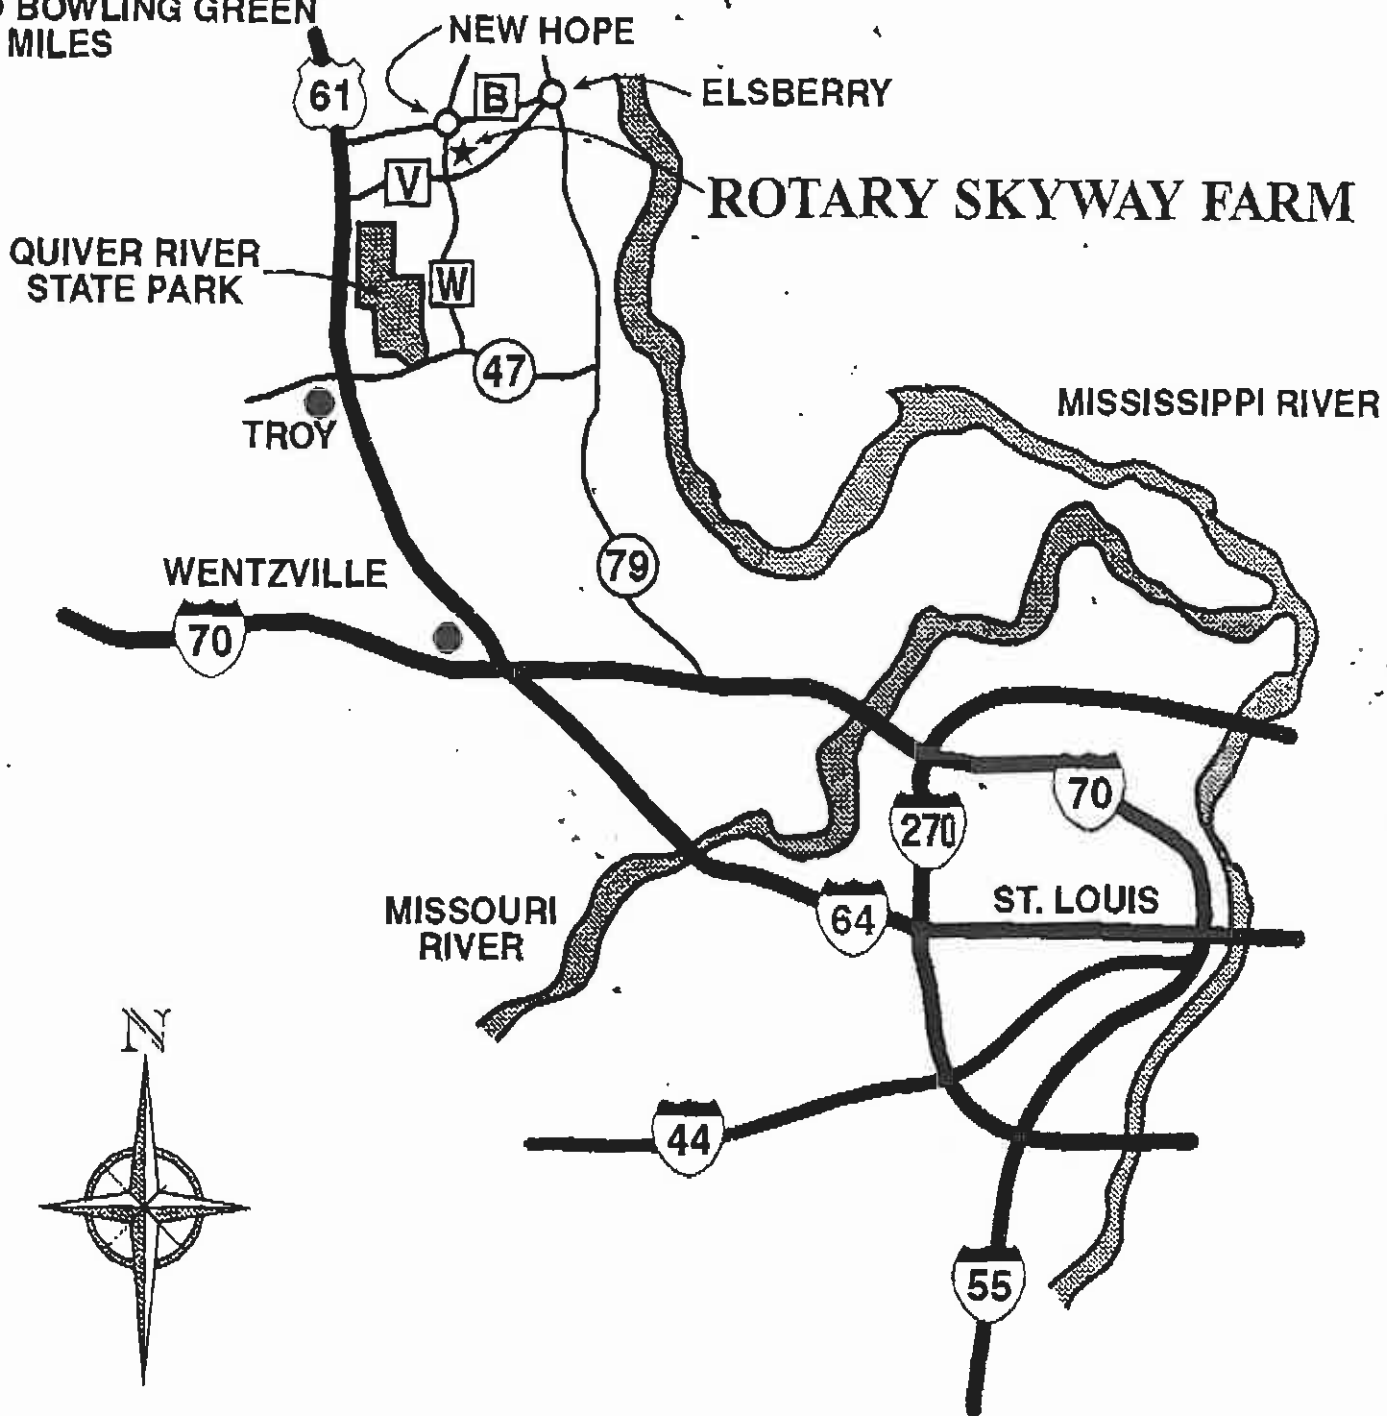 BOWLING GREEN
MILES
NEW HOPE
61
B
ELSBERRY
V
ROTARY SKYWAY FARM
QUIVER RIVER
STATE PARK
W
47
MISSISSIPPI RIVER
TROY
79
WENTZVILLE
70
70
270
MISSOURI
RIVER
64
ST. LOUIS
N
44
55